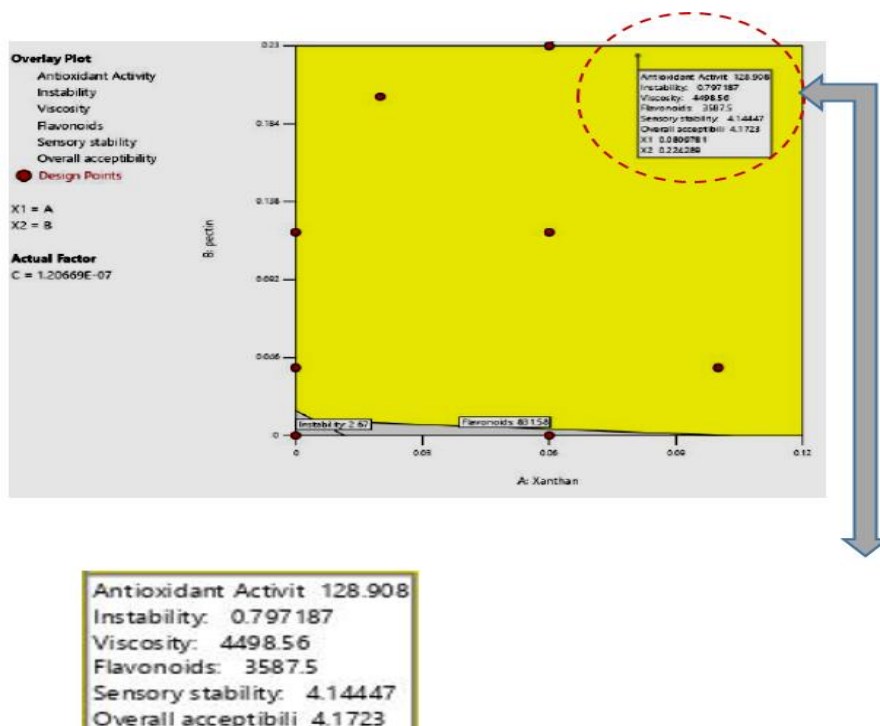 Overlay Plot
Antioxidant Activity
Instability
Viscosity
Flavonoids
Sensory stability
Overall acceptibility
Design Points
X1 = A
X2 = B
Actual Factor
C = 1.20669E-07
B: pectin
0.23
0.184
0.138
0.092
0.046
0
Antioxidant Activit 128.908
Instability: 0.797187
Viscosity: 4498.56
Flavonoids: 3587.5
Sensory stability: 4.14447
Overall acceptibili 4.1723
X1 0.0809781
X2 0.224289
Instability: 2.67
Flavonoids: 831.58
0 0.03 0.06 0.09 0.12
A: Xanthan
Antioxidant Activit 128.908
Instability: 0.797187
Viscosity: 4498.56
Flavonoids: 3587.5
Sensory stability: 4.14447
Overall acceptibili 4.1723